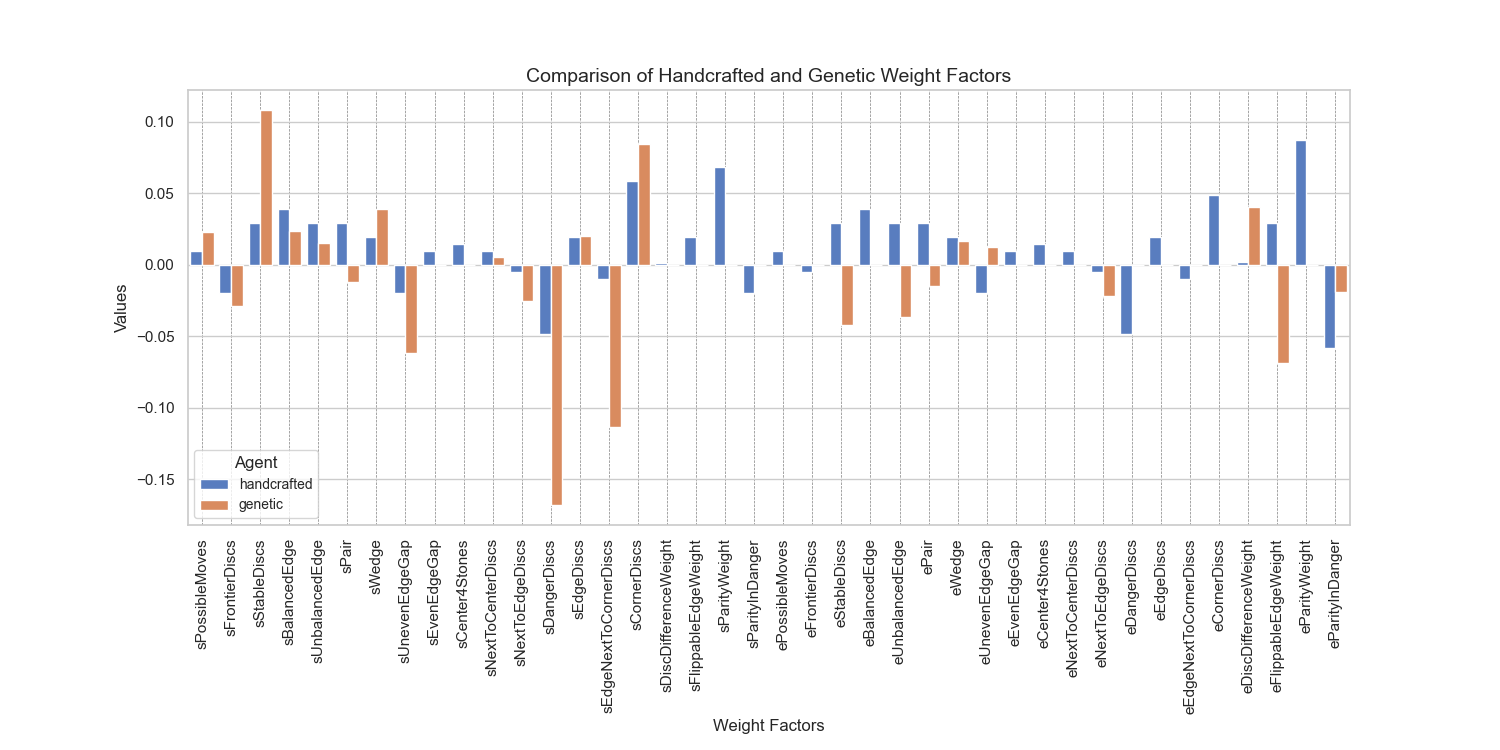 Comparison of Handcrafted and Genetic Weight Factors
Values
0.10
0.05
0.00
−0.05
−0.10
−0.15
Agent
handcrafted
genetic
sPossibleMoves
sFrontierDiscs
sStableDiscs
sBalancedEdge
sUnbalancedEdge
sPair
sWedge
sUnevenEdgeGap
sEvenEdgeGap
sCenter4Stones
sNextToCenterDiscs
sNextToEdgeDiscs
sDangerDiscs
sEdgeDiscs
sEdgeNextToCornerDiscs
sCornerDiscs
sDiscDifferenceWeight
sFlippableEdgeWeight
sParityWeight
sParityInDanger
ePossibleMoves
eFrontierDiscs
eStableDiscs
eBalancedEdge
eUnbalancedEdge
ePair
eWedge
eUnevenEdgeGap
eEvenEdgeGap
eCenter4Stones
eNextToCenterDiscs
eNextToEdgeDiscs
eDangerDiscs
eEdgeDiscs
eEdgeNextToCornerDiscs
eCornerDiscs
eDiscDifferenceWeight
eFlippableEdgeWeight
eParityWeight
eParityInDanger
Weight Factors